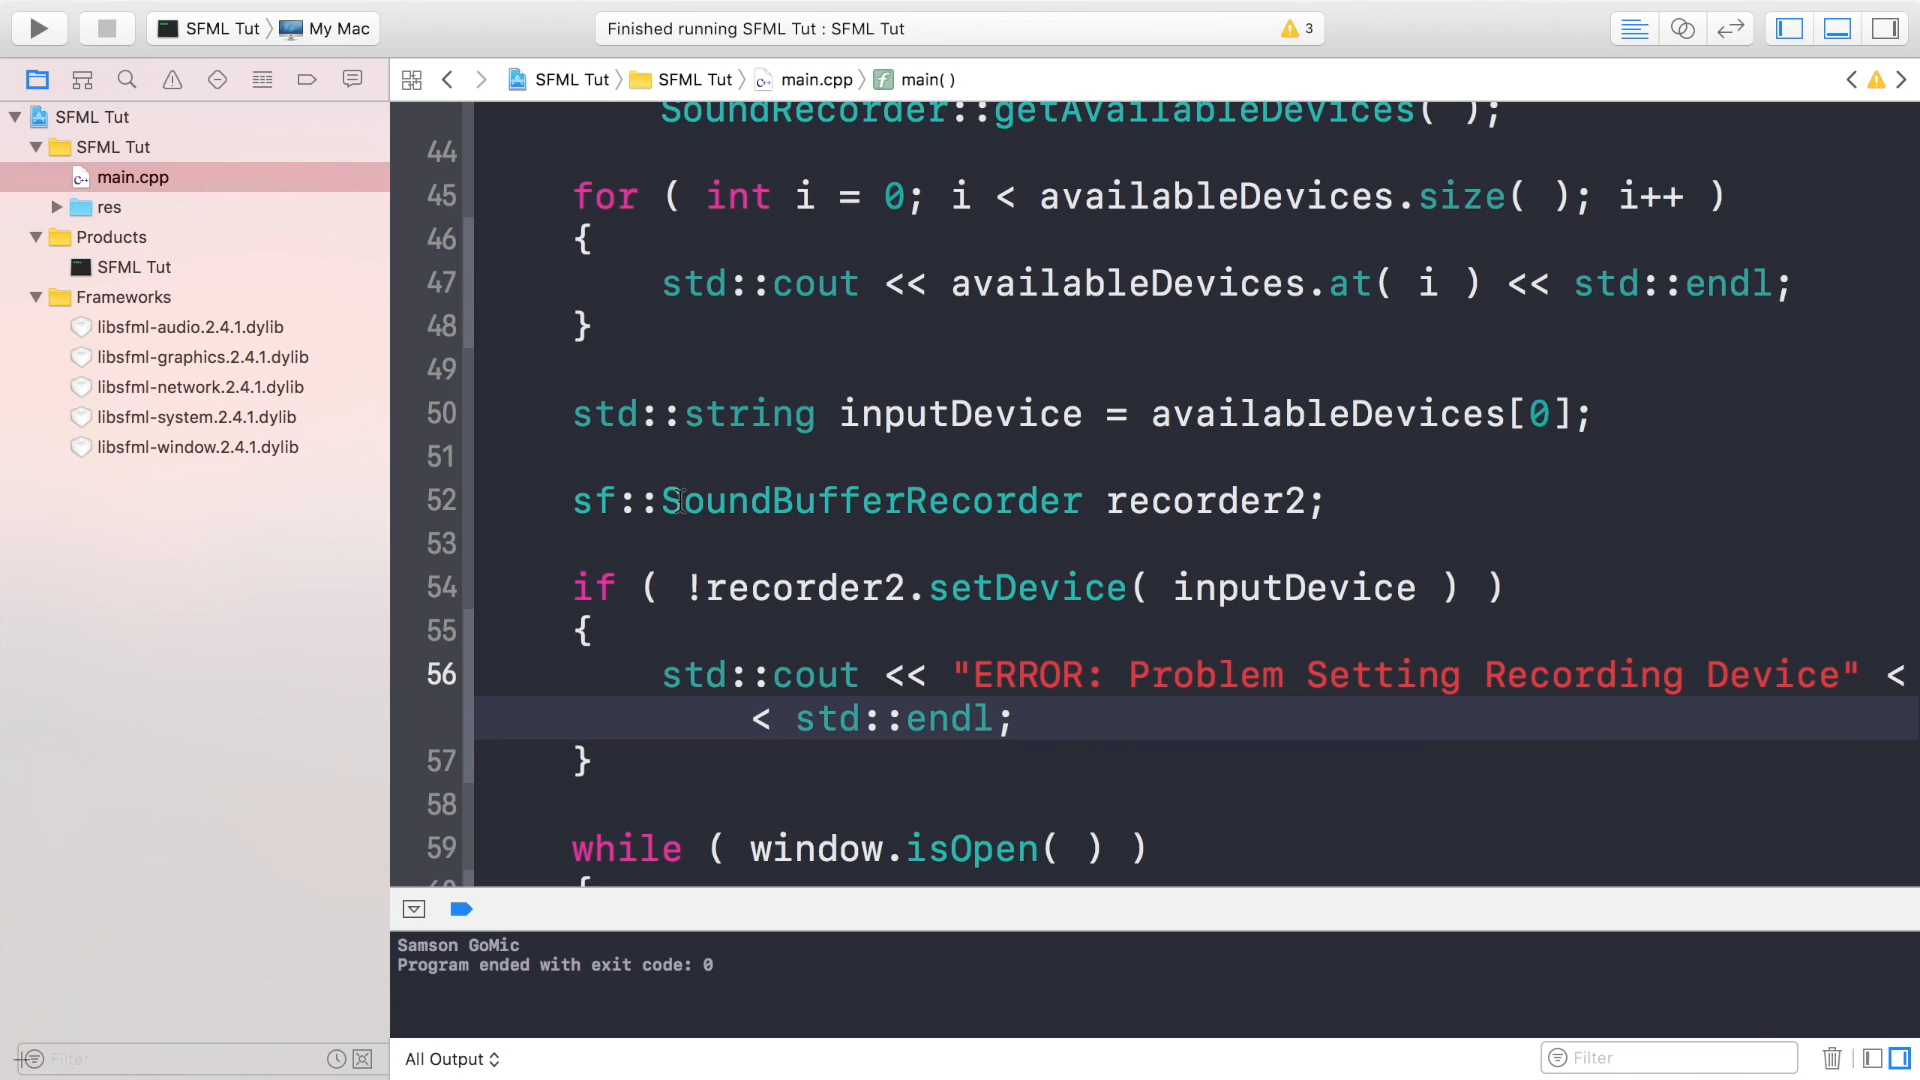 SFML Tut My Mac
Finished running SFML Tut : SFML Tut
3
SFML Tut SFML Tut main.cpp main( )
SFML Tut
SFML Tut
main.cpp
res
Products
SFML Tut
Frameworks
libsfml-audio.2.4.1.dylib
libsfml-graphics.2.4.1.dylib
libsfml-network.2.4.1.dylib
libsfml-system.2.4.1.dylib
libsfml-window.2.4.1.dylib
Filter
SoundRecorder::getAvailableDevices( );
44
45 for ( int i = 0; i < availableDevices.size( ); i++ )
46 {
47 std::cout << availableDevices.at( i ) << std::endl;
48 }
49
50 std::string inputDevice = availableDevices[0];
51
52 sf::SoundBufferRecorder recorder2;
53
54 if ( !recorder2.setDevice( inputDevice ) )
55 {
56 std::cout << "ERROR: Problem Setting Recording Device" <
< std::endl;
57 }
58
59 while ( window.isOpen( ) )
60 {
Samson GoMic
Program ended with exit code: 0
All Output
Filter